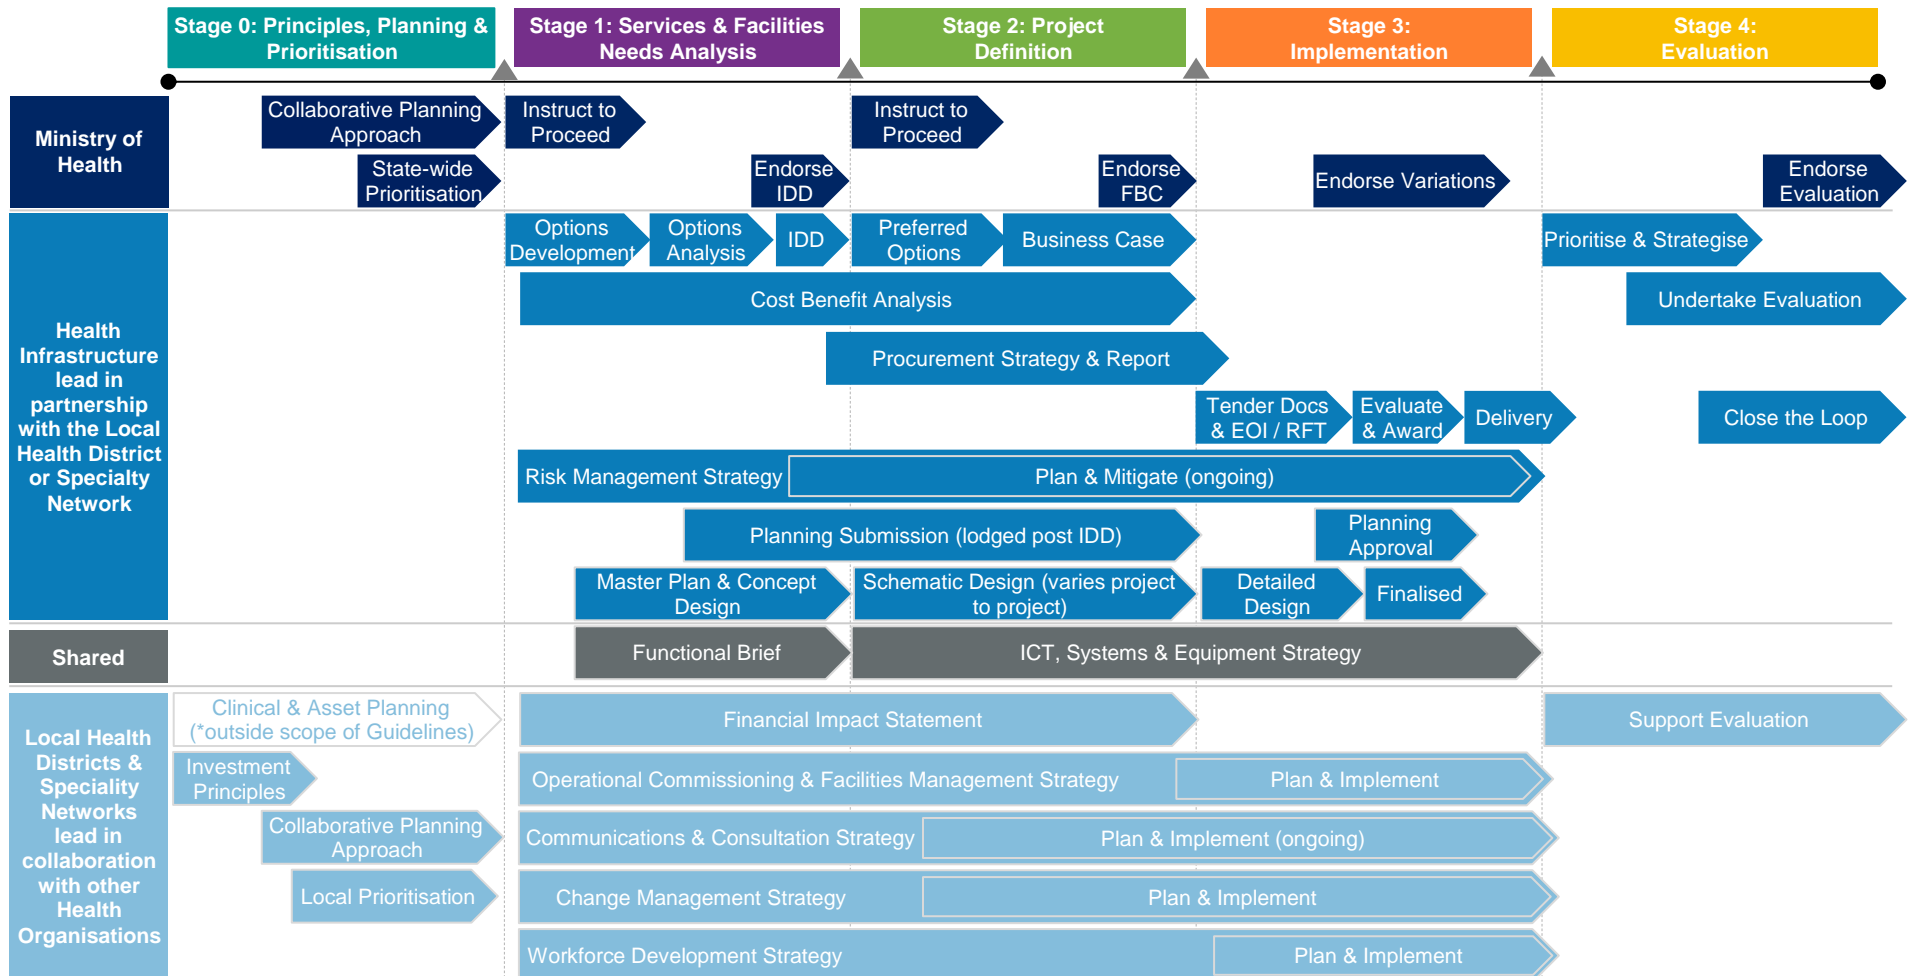 Stage 0: Principles, Planning &
Prioritisation
Stage 1: Services & Facilities
Needs Analysis
Stage 2: Project
Definition
Stage 3:
Implementation
Stage 4:
Evaluation
Ministry of
Health
Collaborative Planning
Approach
Instruct to
Proceed
Instruct to
Proceed
State-wide
Prioritisation
Endorse
IDD
Endorse
FBC
Endorse Variations
Endorse
Evaluation
Health
Infrastructure
lead in
partnership
with the Local
Health District
or Specialty
Network
Options
Development
Options
Analysis
IDD
Preferred
Options
Business Case
Prioritise & Strategise
Cost Benefit Analysis
Undertake Evaluation
Procurement Strategy & Report
Tender Docs
& EOI / RFT
Evaluate
& Award
Delivery
Close the Loop
Risk Management Strategy
Plan & Mitigate (ongoing)
Planning Submission (lodged post IDD)
Planning
Approval
Master Plan & Concept
Design
Schematic Design (varies project
to project)
Detailed
Design
Finalised
Shared
Functional Brief
ICT, Systems & Equipment Strategy
Local Health
Districts &
Speciality
Networks
lead in
collaboration
with other
Health
Organisations
Clinical & Asset Planning
(*outside scope of Guidelines)
Financial Impact Statement
Support Evaluation
Investment
Principles
Operational Commissioning & Facilities Management Strategy
Plan & Implement
Collaborative Planning
Approach
Communications & Consultation Strategy
Plan & Implement (ongoing)
Local Prioritisation
Change Management Strategy
Plan & Implement
Workforce Development Strategy
Plan & Implement